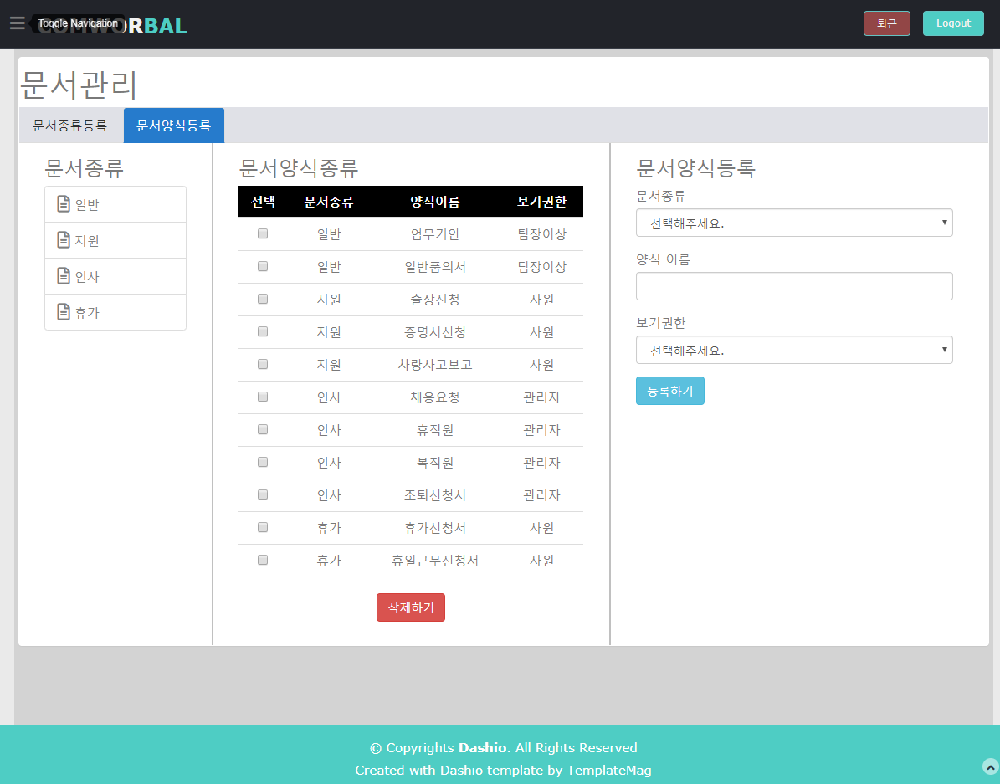 Toggle Navigation
퇴근
Logout
문서관리
문서종류등록 문서양식등록
문서종류
일반
지원
인사
휴가
문서양식종류
선택 문서종류 양식이름 보기권한
일반 업무기안 팀장이상
일반 일반품의서 팀장이상
지원 출장신청 사원
지원 증명서신청 사원
지원 차량사고보고 사원
인사 채용요청 관리자
인사 휴직원 관리자
인사 복직원 관리자
인사 조퇴신청서 관리자
휴가 휴가신청서 사원
휴가 휴일근무신청서 사원
삭제하기
문서양식등록
문서종류
선택해주세요.
양식 이름
보기권한
선택해주세요.
등록하기
© Copyrights Dashio. All Rights Reserved
Created with Dashio template by TemplateMag